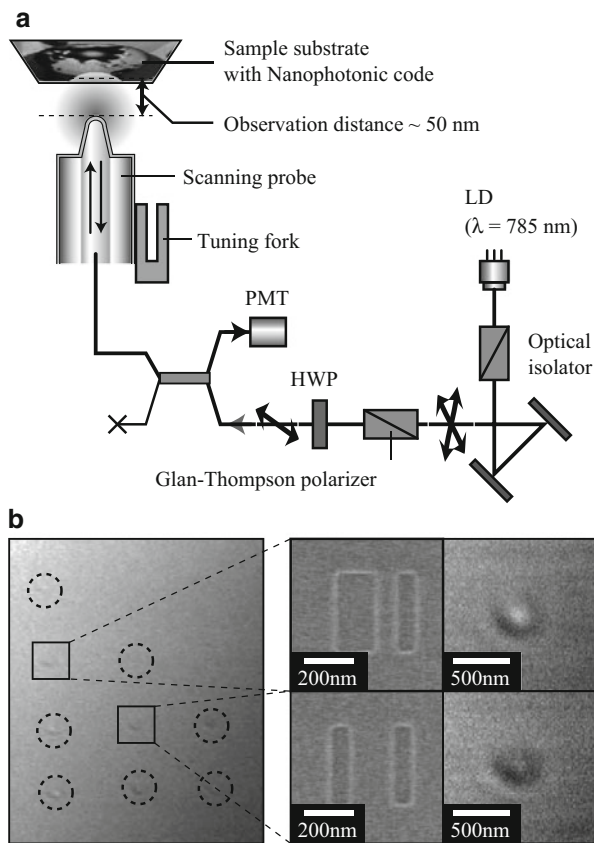 a
Sample substrate
with Nanophotonic code
Observation distance ~ 50 nm
Scanning probe
Tuning fork
LD
(λ = 785 nm)
PMT
Optical
isolator
HWP
Glan-Thompson polarizer
b
200nm
500nm
200nm
500nm